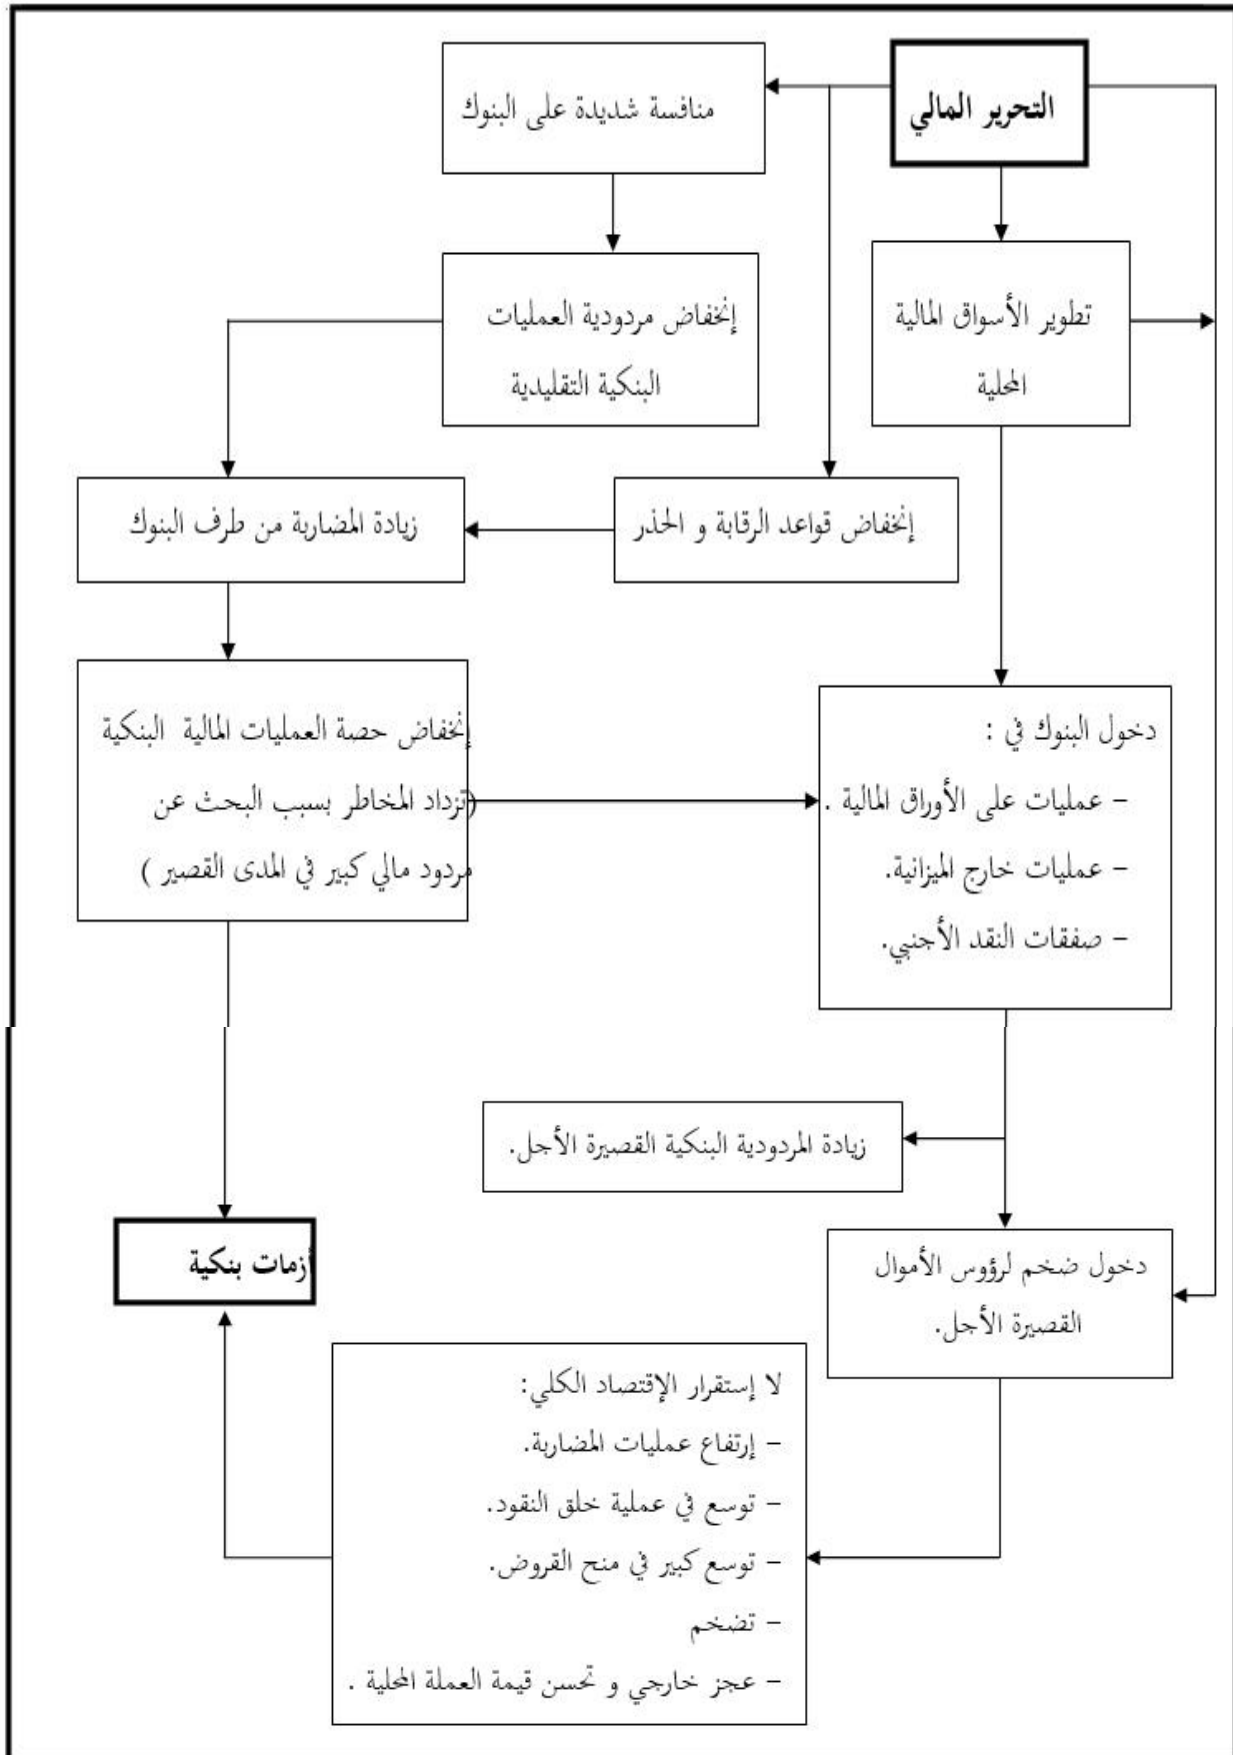 التحرير المالي
منافسة شديدة على البنوك
تطوير الأسواق المالية
المحلية
إنخفاض مردودية العمليات
البنكية التقليدية
إنخفاض قواعد الرقابة و الحذر
زيادة المضاربة من طرف البنوك
إنخفاض حصة العمليات المالية البنكية
(تزداد المخاطر بسبب البحث عن
مردود مالي كبير في المدى القصير )
دخول البنوك في :
- عمليات على الأوراق المالية .
- عمليات خارج الميزانية.
- صفقات النقد الأجنبي.
زيادة المردودية البنكية القصيرة الأجل.
دخول ضخم لرؤوس الأموال
القصيرة الأجل.
أزمات بنكية
لا إستقرار الإقتصاد الكلي:
- إرتفاع عمليات المضاربة.
- توسع في عملية خلق النقود.
- توسع كبير في منح القروض.
- تضخم
- عجز خارجي و تحسن قيمة العملة المحلية .